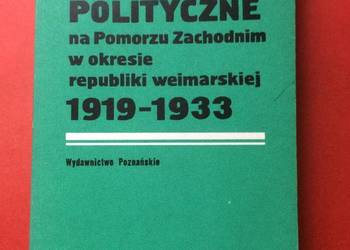 POLITYCZNE
na Pomorzu Zachodnim
w okresie
republiki weimarskiej
1919-1933
Wydawnictwo Poznańskie